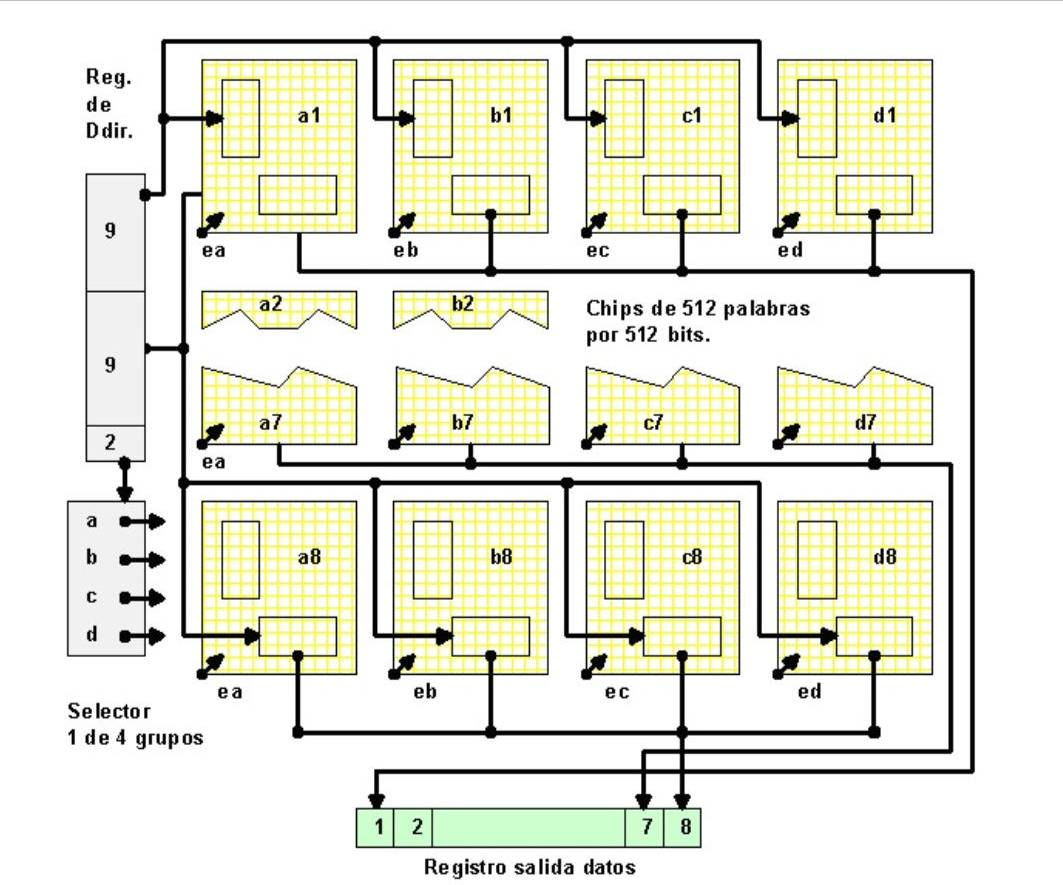 Reg.
de
Ddir.
a1
b1
c1
d1
9
ea
eb
ec
ed
a2
b2
Chips de 512 palabras
por 512 bits.
9
a7
b7
c7
d7
2
ea
a
b
c
d
a8
b8
c8
d8
ea
eb
ec
ed
Selector
1 de 4 grupos
1
2
7
8
Registro salida datos